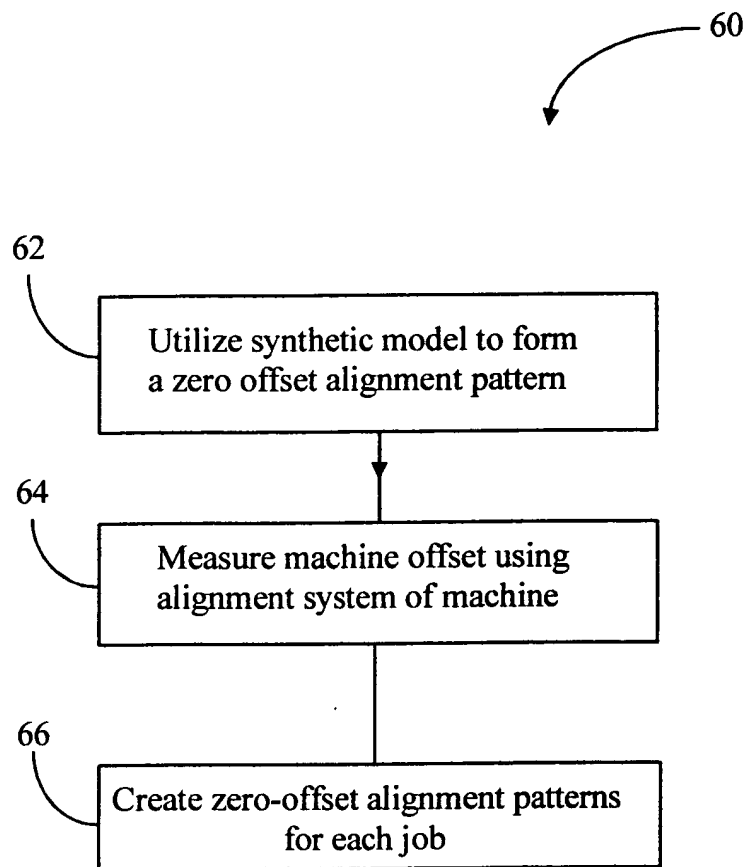 60
62
Utilize synthetic model to form
a zero offset alignment pattern
64
Measure machine offset using
alignment system of machine
66
Create zero-offset alignment patterns
for each job